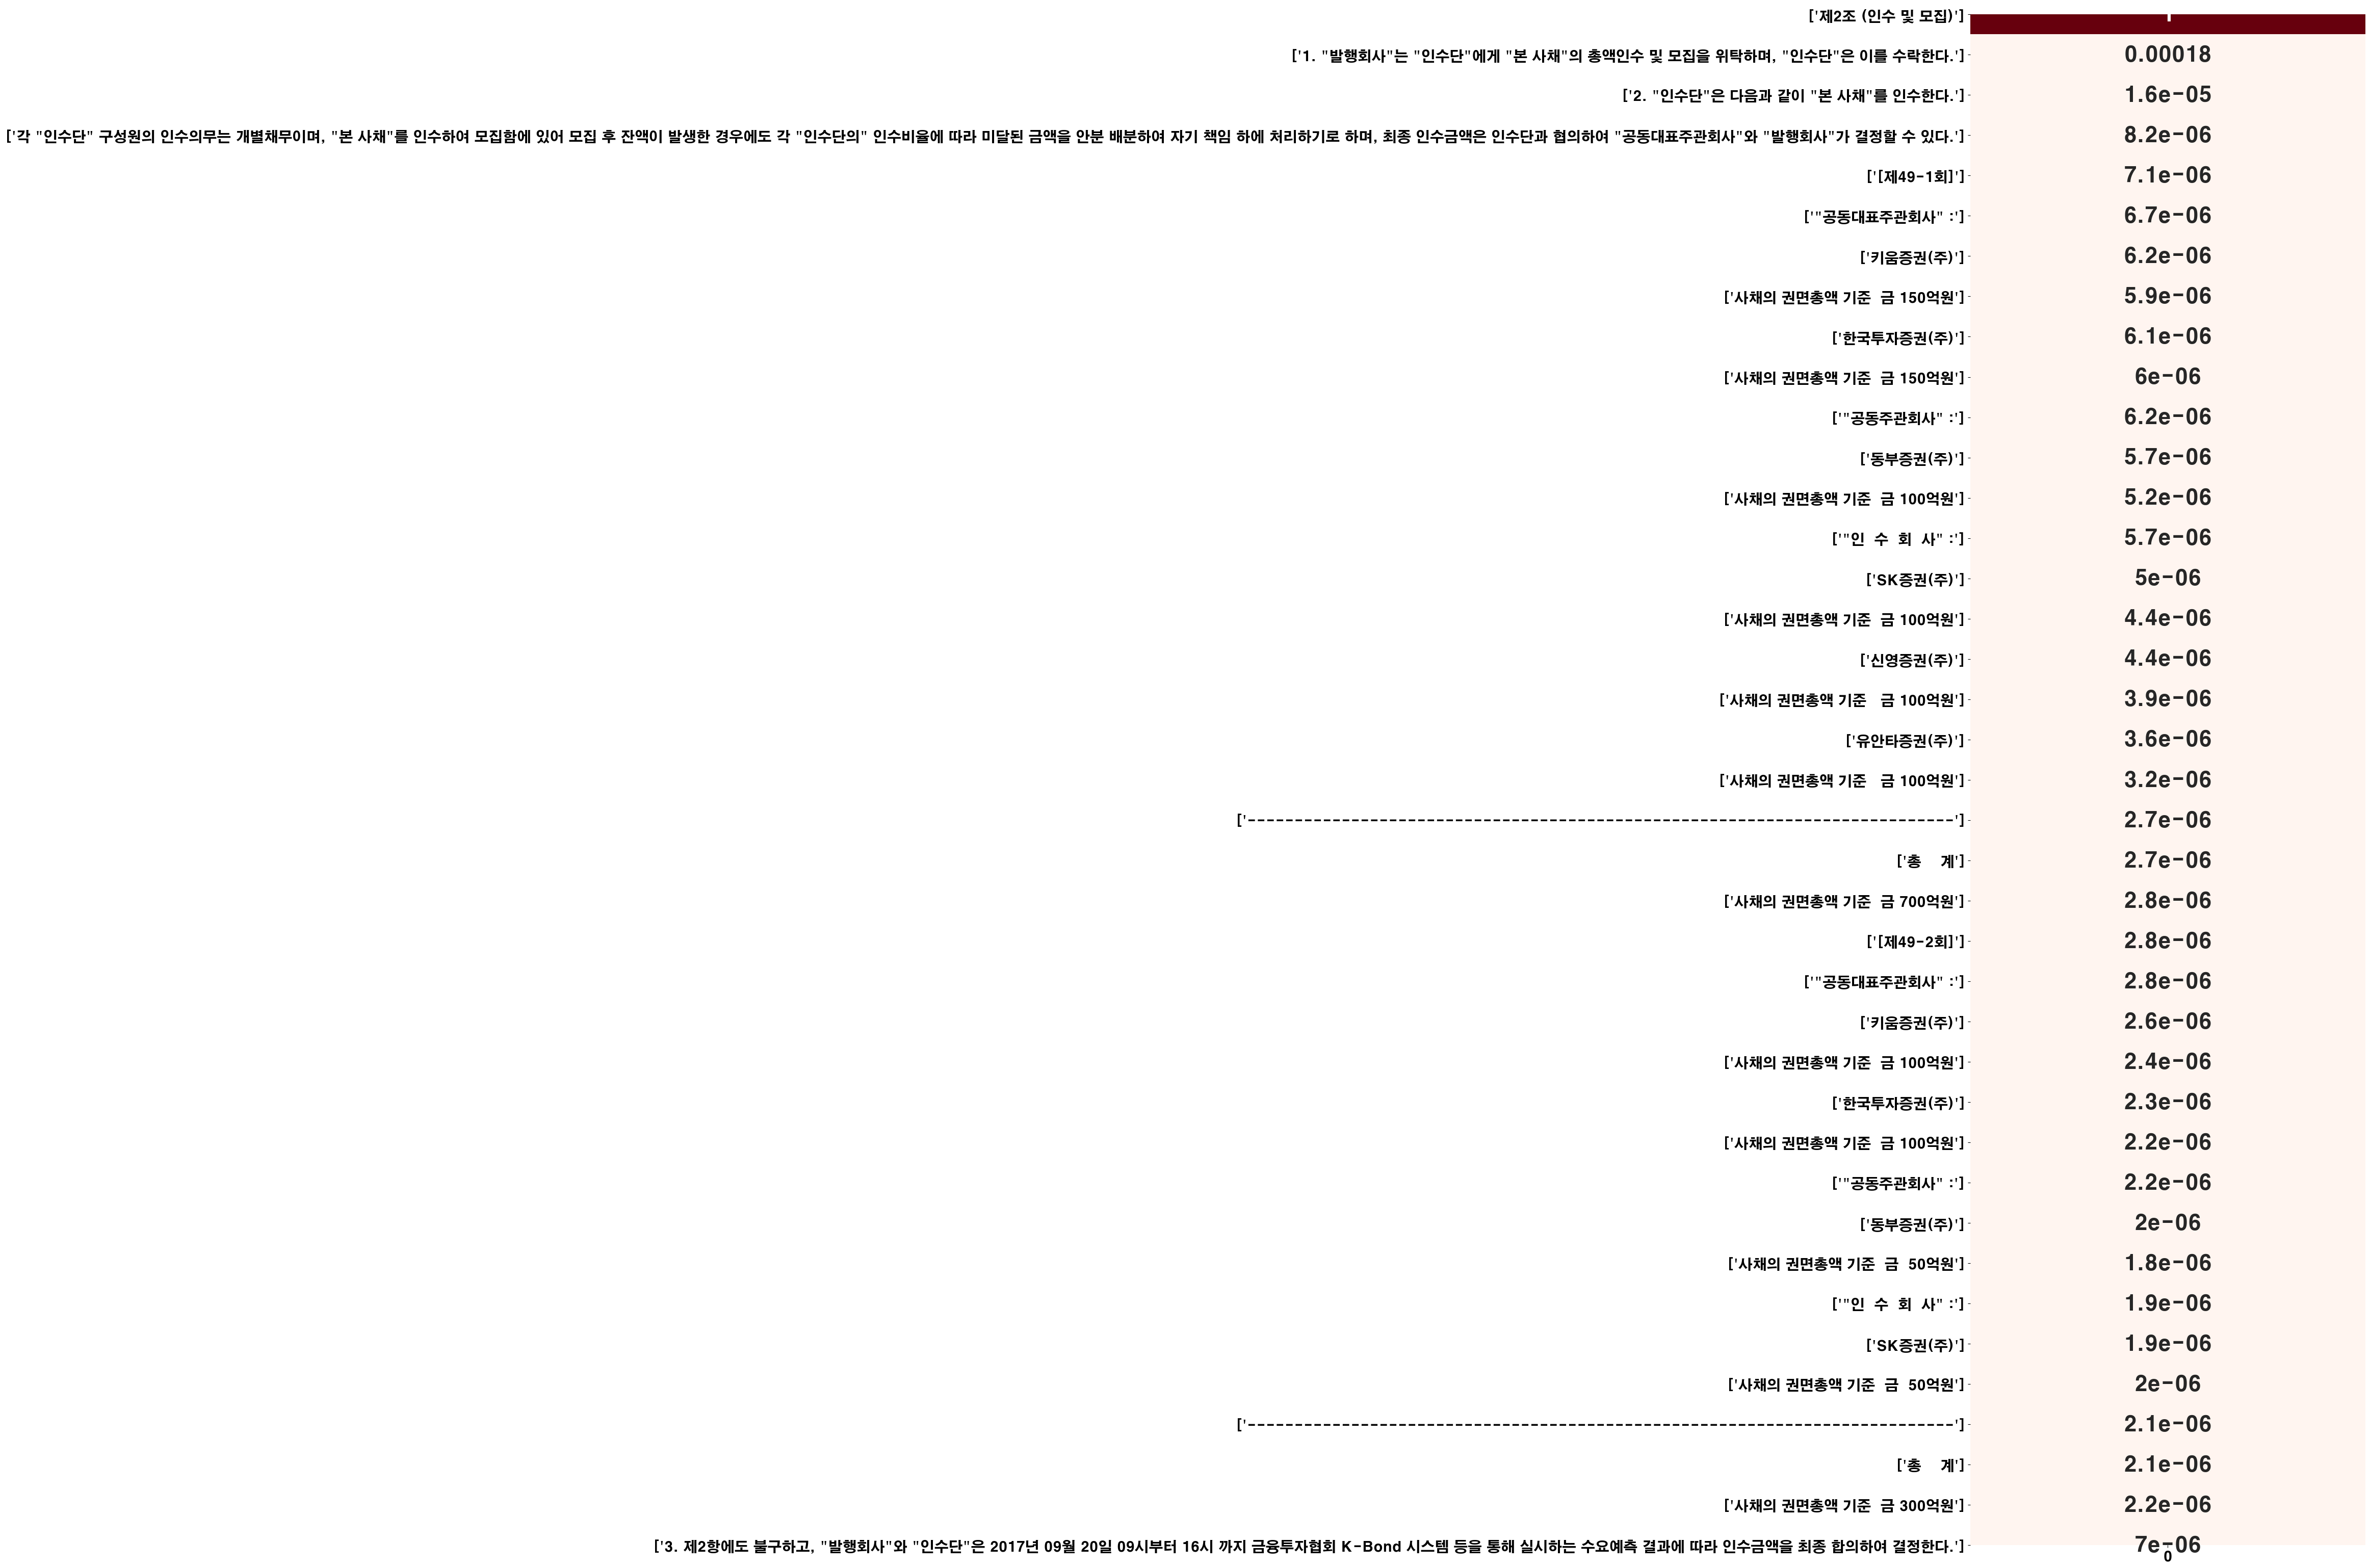 ['제2조 (인수 및 모집)']
['1. "발행회사"는 "인수단"에게 "본 사채"의 총액인수 및 모집을 위탁하며, "인수단"은 이를 수락한다.'] 0.00018
['2. "인수단"은 다음과 같이 "본 사채"를 인수한다.'] 1.6e-05
['각 "인수단" 구성원의 인수의무는 개별채무이며, "본 사채"를 인수하여 모집함에 있어 모집 후 잔액이 발생한 경우에도 각 "인수단의" 인수비율에 따라 미달된 금액을 안분 배분하여 자기 책임 하에 처리하기로 하며, 최종 인수금액은 인수단과 협의하여 "공동대표주관회사"와 "발행회사"가 결정할 수 있다.'] 8.2e-06
['[제49-1회]'] 7.1e-06
['"공동대표주관회사" :'] 6.7e-06
['키움증권(주)'] 6.2e-06
['사채의 권면총액 기준  금 150억원'] 5.9e-06
['한국투자증권(주)'] 6.1e-06
['사채의 권면총액 기준  금 150억원'] 6e-06
['"공동주관회사" :'] 6.2e-06
['동부증권(주)'] 5.7e-06
['사채의 권면총액 기준  금 100억원'] 5.2e-06
['"인  수  회  사" :'] 5.7e-06
['SK증권(주)'] 5e-06
['사채의 권면총액 기준  금 100억원'] 4.4e-06
['신영증권(주)'] 4.4e-06
['사채의 권면총액 기준   금 100억원'] 3.9e-06
['유안타증권(주)'] 3.6e-06
['사채의 권면총액 기준   금 100억원'] 3.2e-06
['---------------------------------------------------------------------------'] 2.7e-06
['총    계'] 2.7e-06
['사채의 권면총액 기준  금 700억원'] 2.8e-06
['[제49-2회]'] 2.8e-06
['"공동대표주관회사" :'] 2.8e-06
['키움증권(주)'] 2.6e-06
['사채의 권면총액 기준  금 100억원'] 2.4e-06
['한국투자증권(주)'] 2.3e-06
['사채의 권면총액 기준  금 100억원'] 2.2e-06
['"공동주관회사" :'] 2.2e-06
['동부증권(주)'] 2e-06
['사채의 권면총액 기준  금  50억원'] 1.8e-06
['"인  수  회  사" :'] 1.9e-06
['SK증권(주)'] 1.9e-06
['사채의 권면총액 기준  금  50억원'] 2e-06
['---------------------------------------------------------------------------'] 2.1e-06
['총    계'] 2.1e-06
['사채의 권면총액 기준  금 300억원'] 2.2e-06
['3. 제2항에도 불구하고, "발행회사"와 "인수단"은 2017년 09월 20일 09시부터 16시 까지 금융투자협회 K-Bond 시스템 등을 통해 실시하는 수요예측 결과에 따라 인수금액을 최종 합의하여 결정한다.'] 7e-06
0